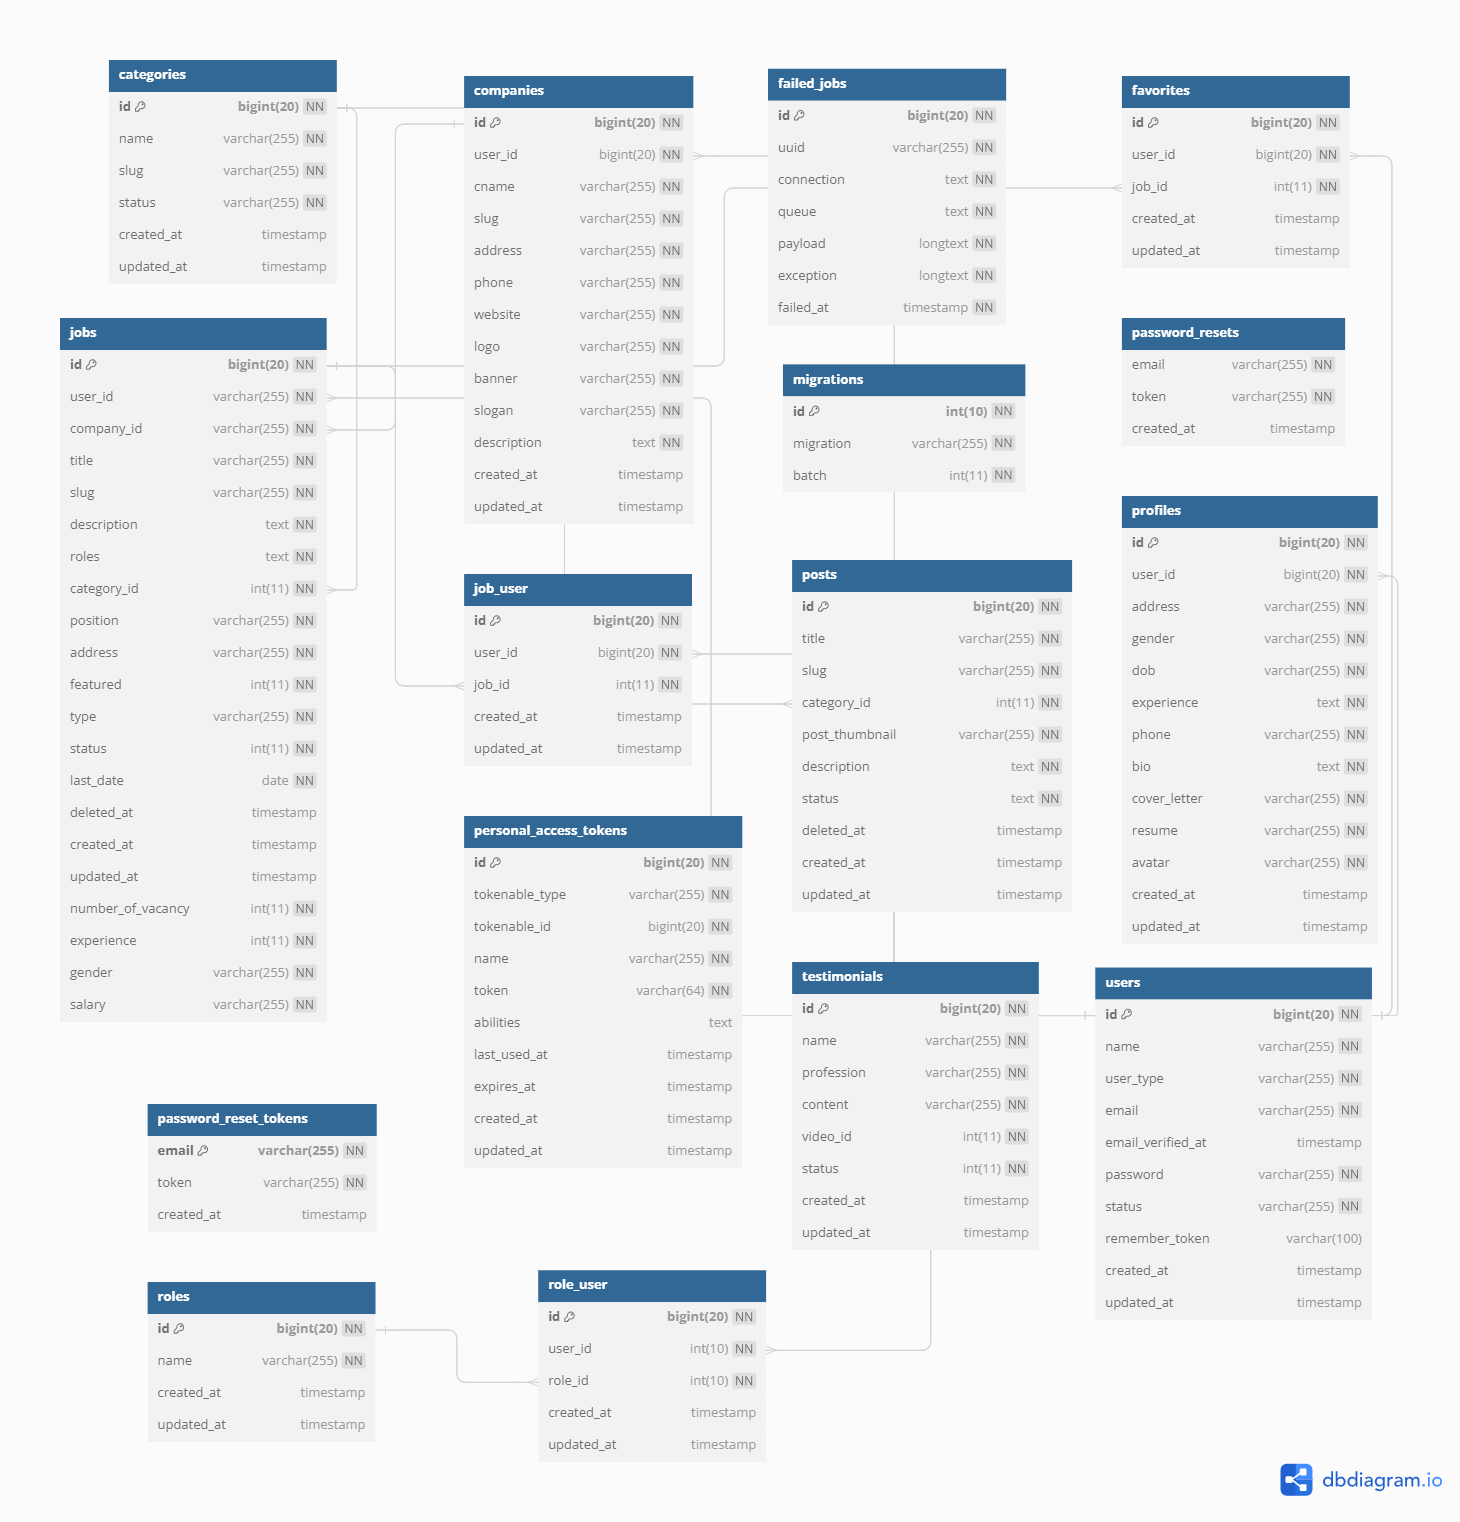 categories
id bigint(20) NN
name varchar(255) NN
slug varchar(255) NN
status varchar(255) NN
created_at timestamp
updated_at timestamp
companies
id bigint(20) NN
user_id bigint(20) NN
cname varchar(255) NN
slug varchar(255) NN
address varchar(255) NN
phone varchar(255) NN
website varchar(255) NN
logo varchar(255) NN
banner varchar(255) NN
slogan varchar(255) NN
description text NN
created_at timestamp
updated_at timestamp
failed_jobs
id bigint(20) NN
uuid varchar(255) NN
connection text NN
queue text NN
payload longtext NN
exception longtext NN
failed_at timestamp NN
favorites
id bigint(20) NN
user_id bigint(20) NN
job_id int(11) NN
created_at timestamp
updated_at timestamp
jobs
id bigint(20) NN
user_id varchar(255) NN
company_id varchar(255) NN
title varchar(255) NN
slug varchar(255) NN
description text NN
roles text NN
category_id int(11) NN
position varchar(255) NN
address varchar(255) NN
featured int(11) NN
type varchar(255) NN
status int(11) NN
last_date date NN
deleted_at timestamp
created_at timestamp
updated_at timestamp
number_of_vacancy int(11) NN
experience int(11) NN
gender varchar(255) NN
salary varchar(255) NN
migrations
id int(10) NN
migration varchar(255) NN
batch int(11) NN
password_resets
email varchar(255) NN
token varchar(255) NN
created_at timestamp
job_user
id bigint(20) NN
user_id bigint(20) NN
job_id int(11) NN
created_at timestamp
updated_at timestamp
posts
id bigint(20) NN
title varchar(255) NN
slug varchar(255) NN
category_id int(11) NN
post_thumbnail varchar(255) NN
description text NN
status text NN
deleted_at timestamp
created_at timestamp
updated_at timestamp
profiles
id bigint(20) NN
user_id bigint(20) NN
address varchar(255) NN
gender varchar(255) NN
dob varchar(255) NN
experience text NN
phone varchar(255) NN
bio text NN
cover_letter varchar(255) NN
resume varchar(255) NN
avatar varchar(255) NN
created_at timestamp
updated_at timestamp
personal_access_tokens
id bigint(20) NN
tokenable_type varchar(255) NN
tokenable_id bigint(20) NN
name varchar(255) NN
token varchar(64) NN
abilities text
last_used_at timestamp
expires_at timestamp
created_at timestamp
updated_at timestamp
testimonials
id bigint(20) NN
name varchar(255) NN
profession varchar(255) NN
content varchar(255) NN
video_id int(11) NN
status int(11) NN
created_at timestamp
updated_at timestamp
users
id bigint(20) NN
name varchar(255) NN
user_type varchar(255) NN
email varchar(255) NN
email_verified_at timestamp
password varchar(255) NN
status varchar(255) NN
remember_token varchar(100)
created_at timestamp
updated_at timestamp
password_reset_tokens
email varchar(255) NN
token varchar(255) NN
created_at timestamp
roles
id bigint(20) NN
name varchar(255) NN
created_at timestamp
updated_at timestamp
role_user
id bigint(20) NN
user_id int(10) NN
role_id int(10) NN
created_at timestamp
updated_at timestamp
dbdiagram.io